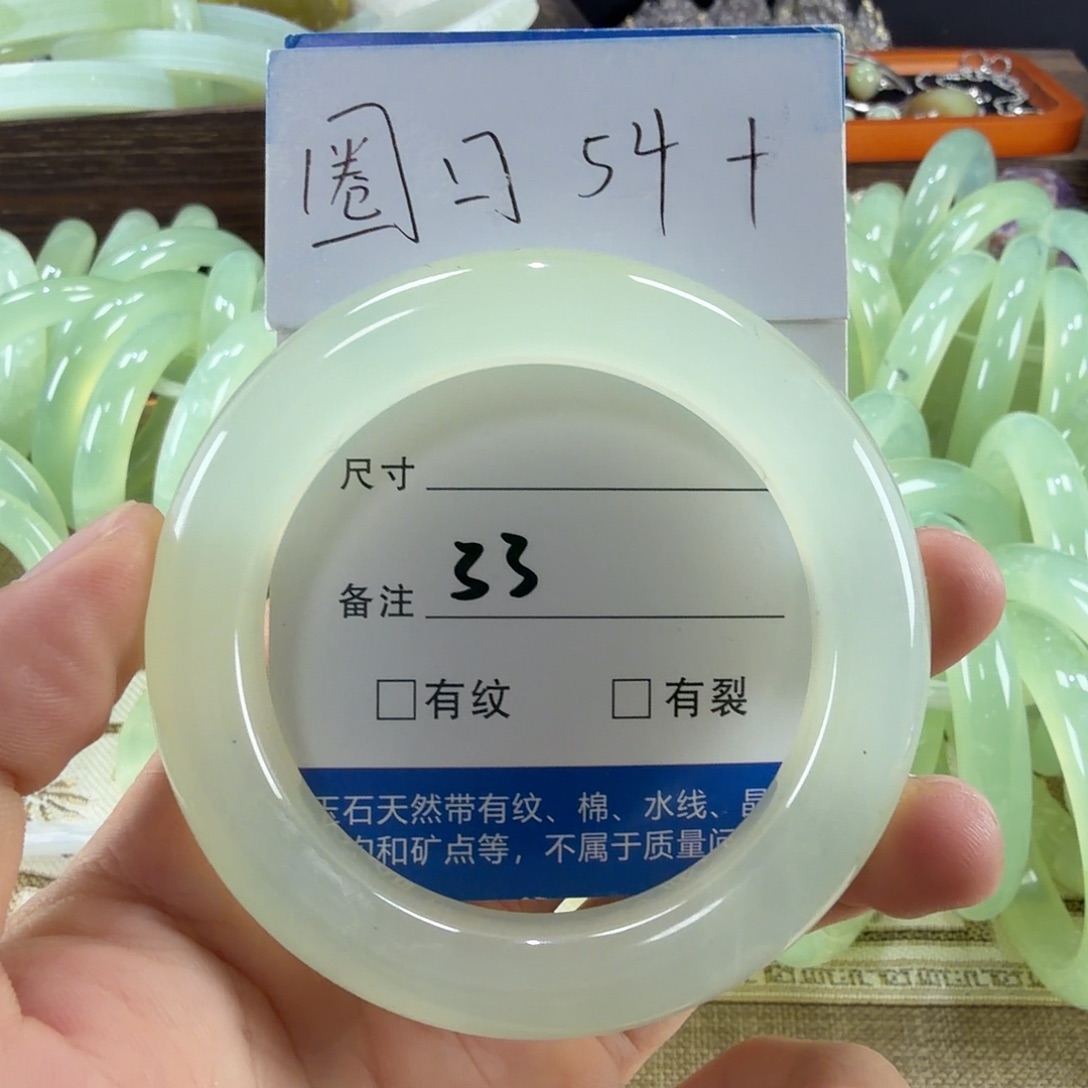 圈口 54+
尺寸
备注 33
□有纹 □有裂
石天然带有纹、棉、水线、
和矿点等，不属于质量问